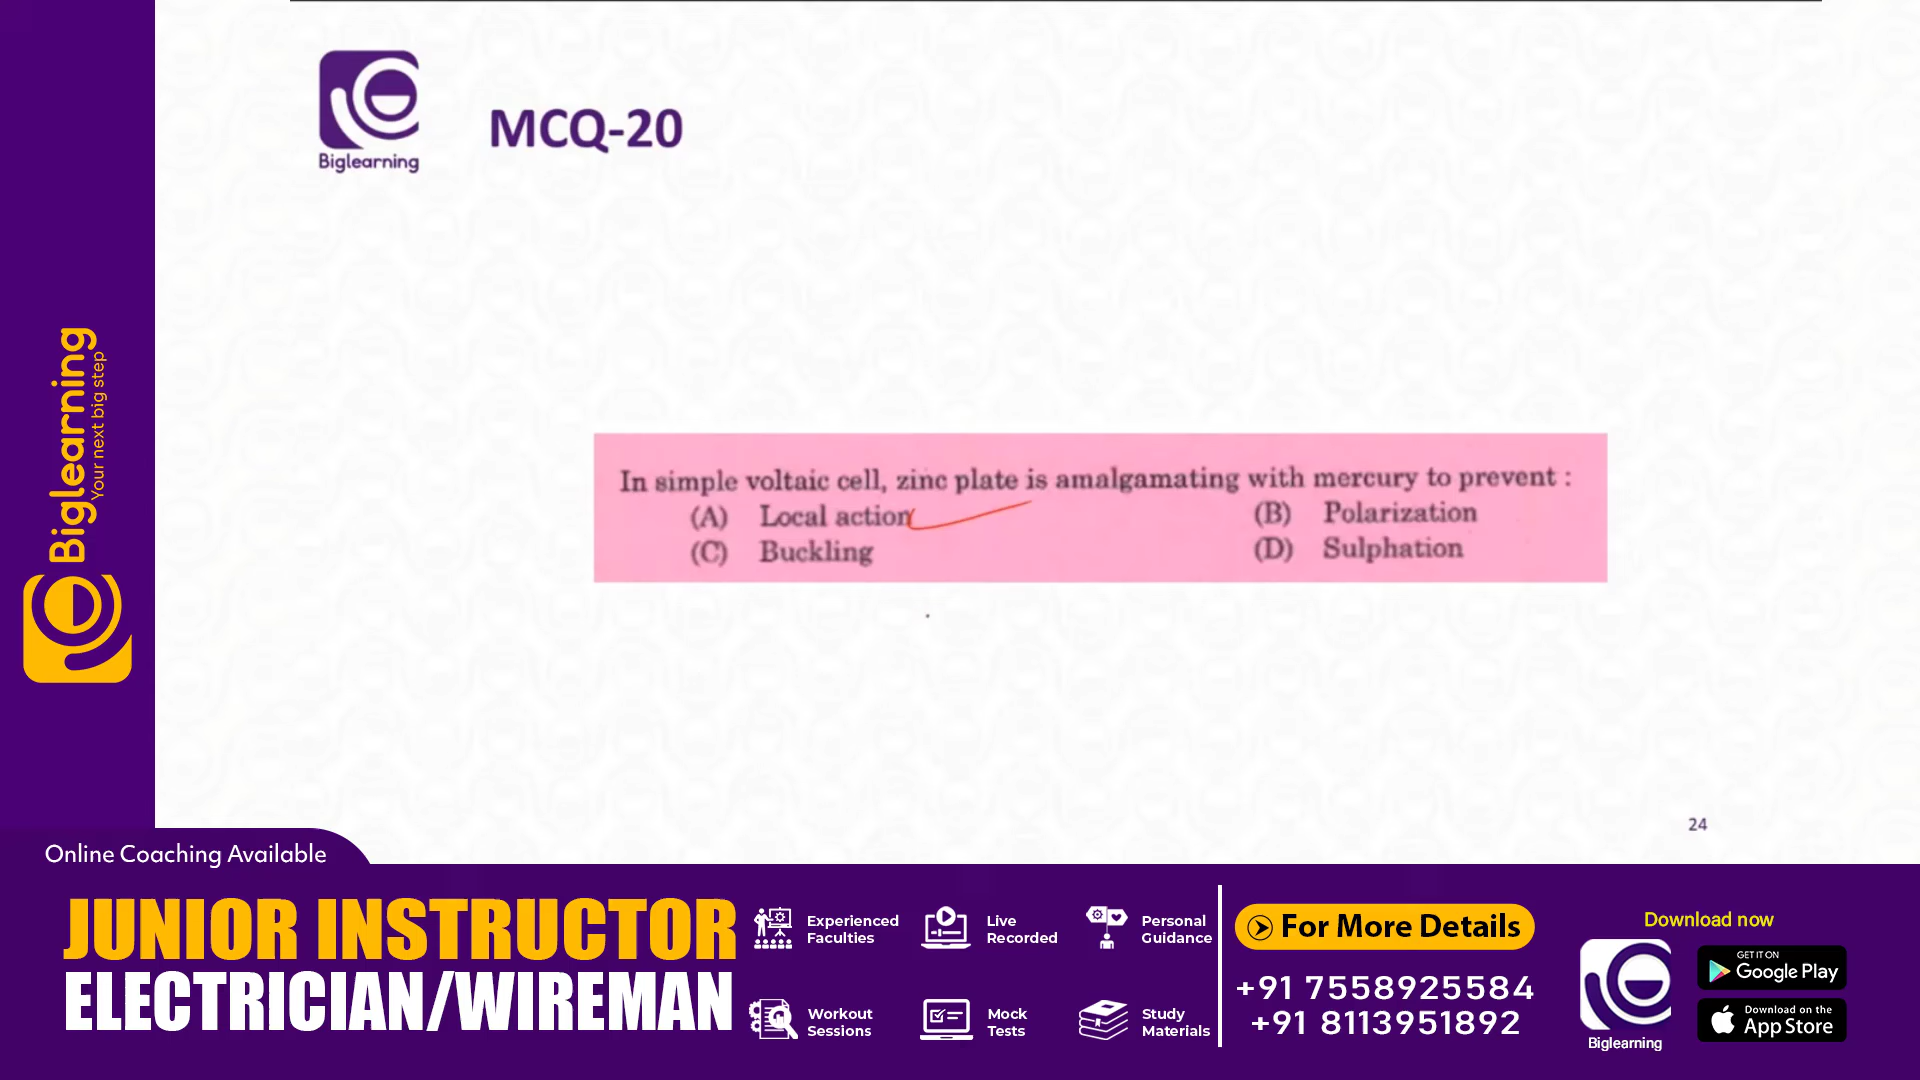 Biglearning
MCQ-20
Biglearning
Your next big step
In simple voltaic cell, zinc plate is amalgamating with mercury to prevent :
(A) Local action (B) Polarization
(C) Buckling (D) Sulphation
24
Online Coaching Available
JUNIOR INSTRUCTOR
ELECTRICIAN/WIREMAN
Experienced
Faculties
Live
Recorded
Personal
Guidance
Workout
Sessions
Mock
Tests
Study
Materials
For More Details
+91 7558925584
+91 8113951892
Download now
Biglearning
GET IT ON
Google Play
Download on the
App Store